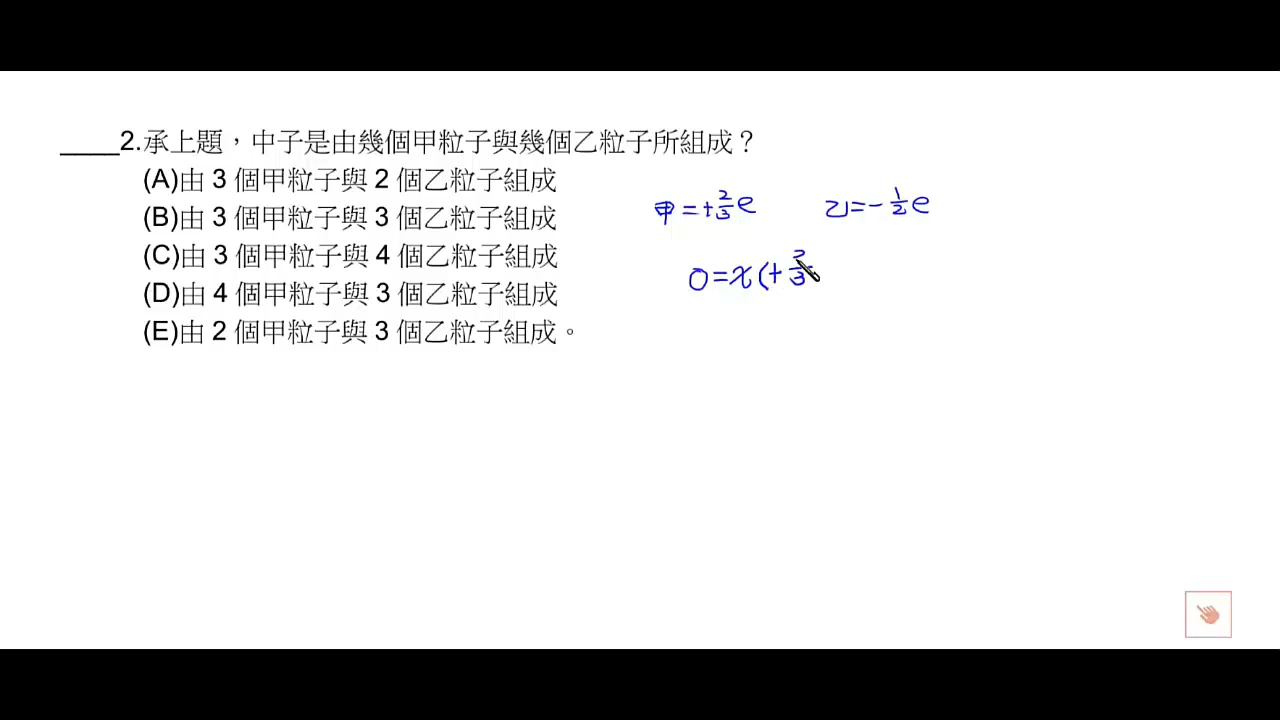 ____2.承上題，中子是由幾個甲粒子與幾個乙粒子所組成？
(A)由 3 個甲粒子與 2 個乙粒子組成
(B)由 3 個甲粒子與 3 個乙粒子組成
(C)由 3 個甲粒子與 4 個乙粒子組成
(D)由 4 個甲粒子與 3 個乙粒子組成
(E)由 2 個甲粒子與 3 個乙粒子組成。
甲=+2/3e 乙=-1/2e
0=x(+2/3